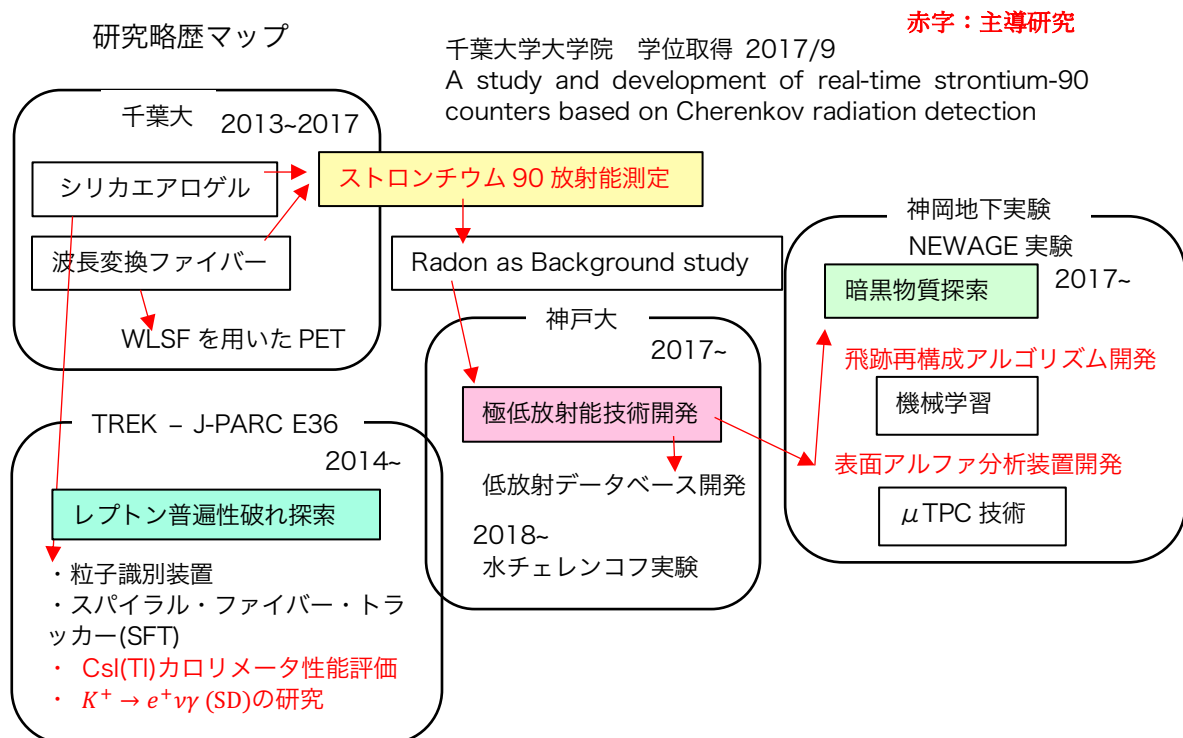 研究略歴マップ
赤字：主導研究
千葉大学大学院　学位取得 2017/9
A study and development of real-time strontium-90
counters based on Cherenkov radiation detection
千葉大
2013~2017
シリカエアロゲル
波長変換ファイバー
WLSF を用いた PET
ストロンチウム 90 放射能測定
Radon as Background study
神戸大
2017~
極低放射能技術開発
低放射データベース開発
2018~
水チェレンコフ実験
神岡地下実験
NEWAGE 実験
2017~
暗黒物質探索
飛跡再構成アルゴリズム開発
機械学習
表面アルファ分析装置開発
μTPC 技術
TREK – J-PARC E36
2014~
レプトン普遍性破れ探索
・粒子識別装置
・スパイラル・ファイバー・トラ
ッカー(SFT)
・ CsI(Tl)カロリメータ性能評価
・ K⁺ → e⁺νγ (SD)の研究